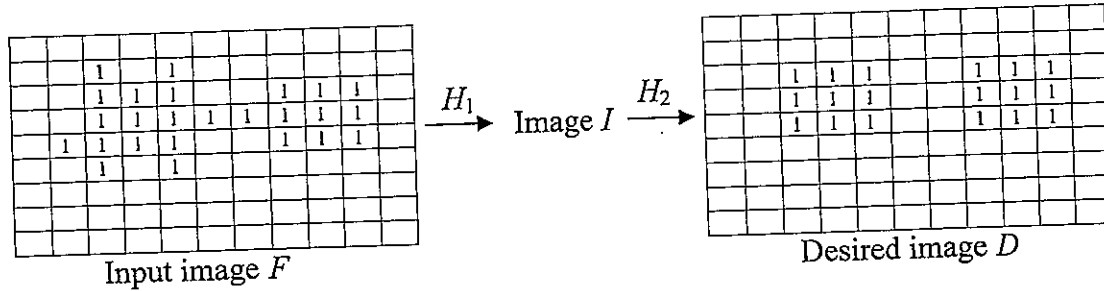 1 1
1 1 1 1 1 1
1 1 1 1 1 1 1 1
1 1 1 1 1 1 1
1 1
Input image F
H₁
Image I
H₂
1 1 1 1 1 1
1 1 1 1 1 1
1 1 1 1 1 1
Desired image D